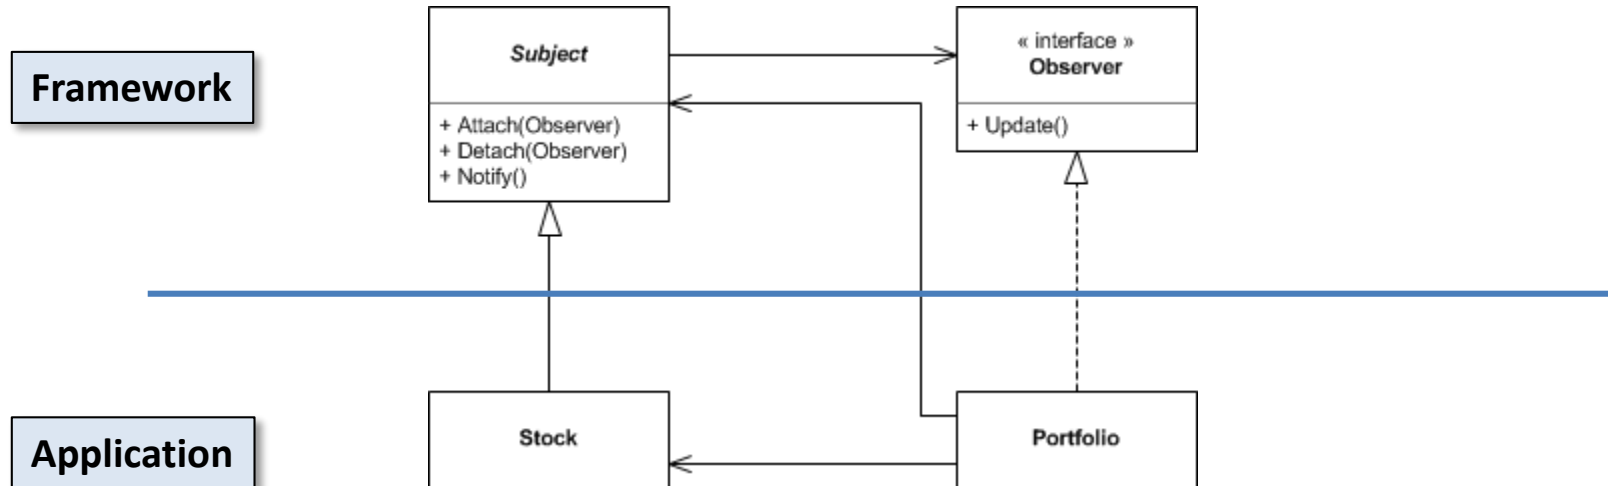 Framework
Subject
+ Attach(Observer)
+ Detach(Observer)
+ Notify()
« interface »
Observer
+ Update()
Application
Stock
Portfolio